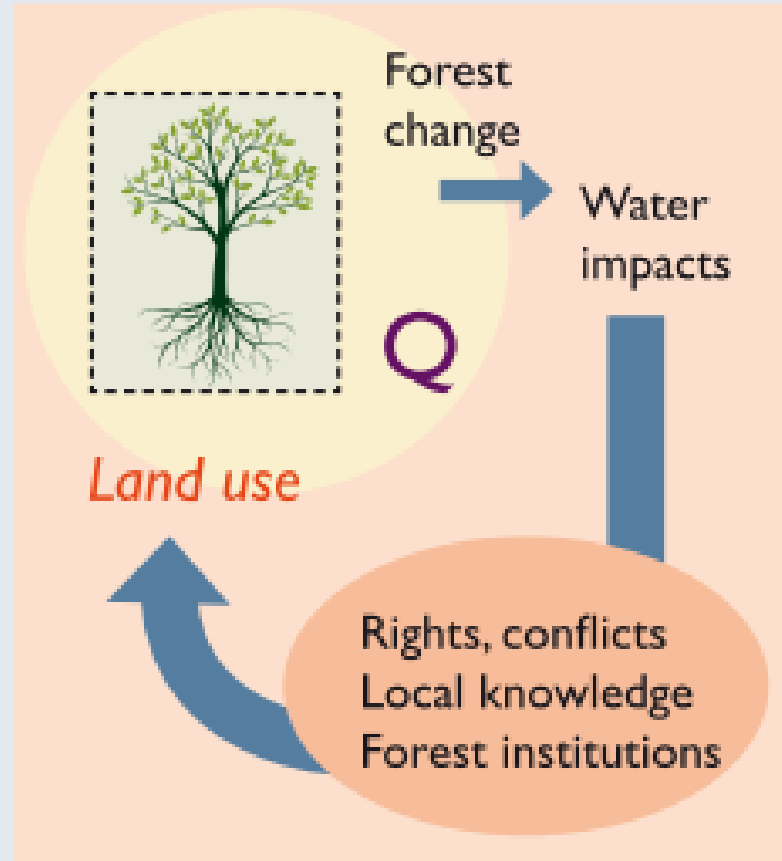 Forest
change
Water
impacts
Q
Land use
Rights, conflicts
Local knowledge
Forest institutions